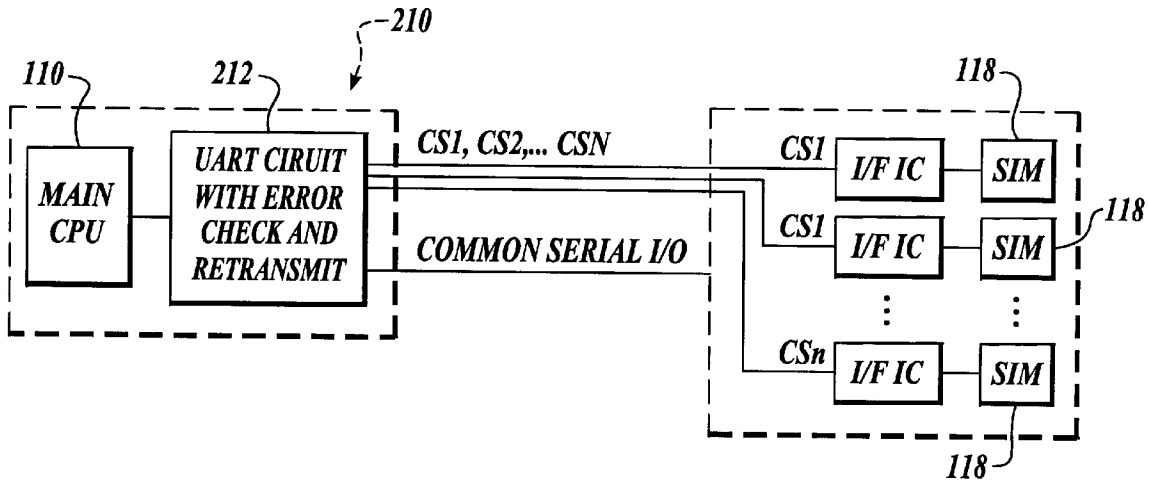 210
110
212
118
MAIN
CPU
UART CIRUIT
WITH ERROR
CHECK AND
RETRANSMIT
CS1, CS2,... CSN
COMMON SERIAL I/O
CS1
I/F IC
SIM
CS1
I/F IC
SIM
118
CSn
I/F IC
SIM
118